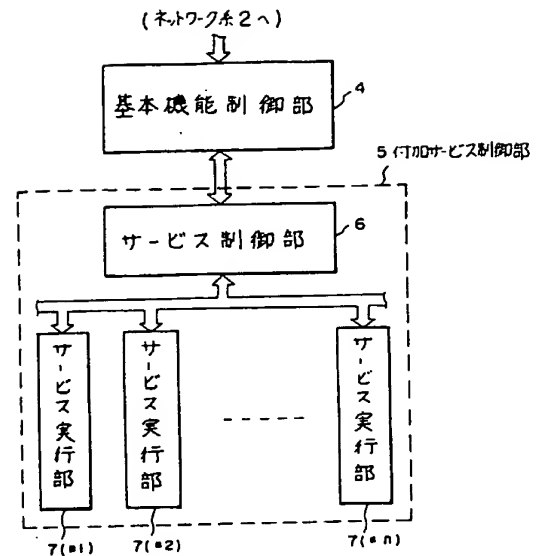 (ネットワーク系2へ)
基本機能制御部
4
5 付加サービス制御部
サービス制御部
6
サービス実行部
サービス実行部
サービス実行部
7(#1)
7(#2)
7(#n)